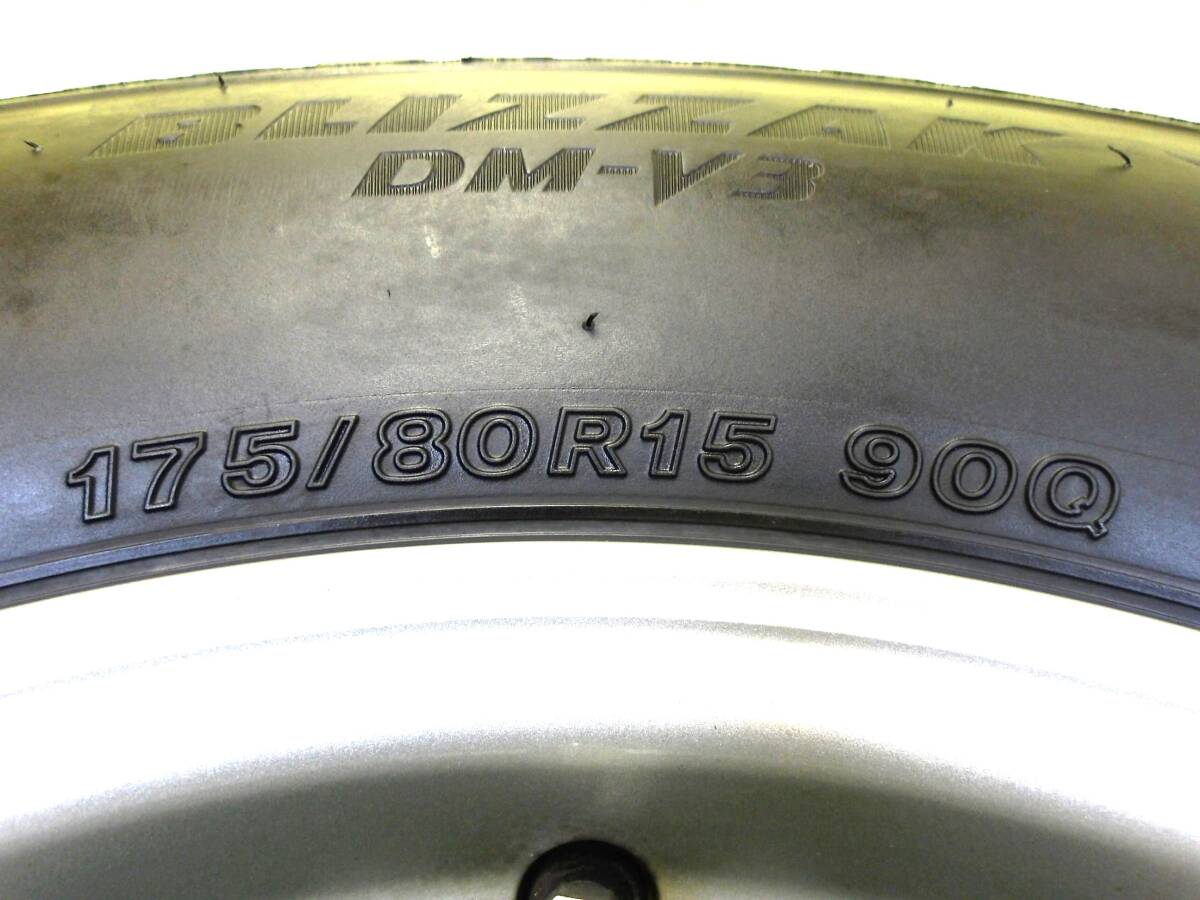 BLIZZAK
DM-V3
175/80R15 90Q